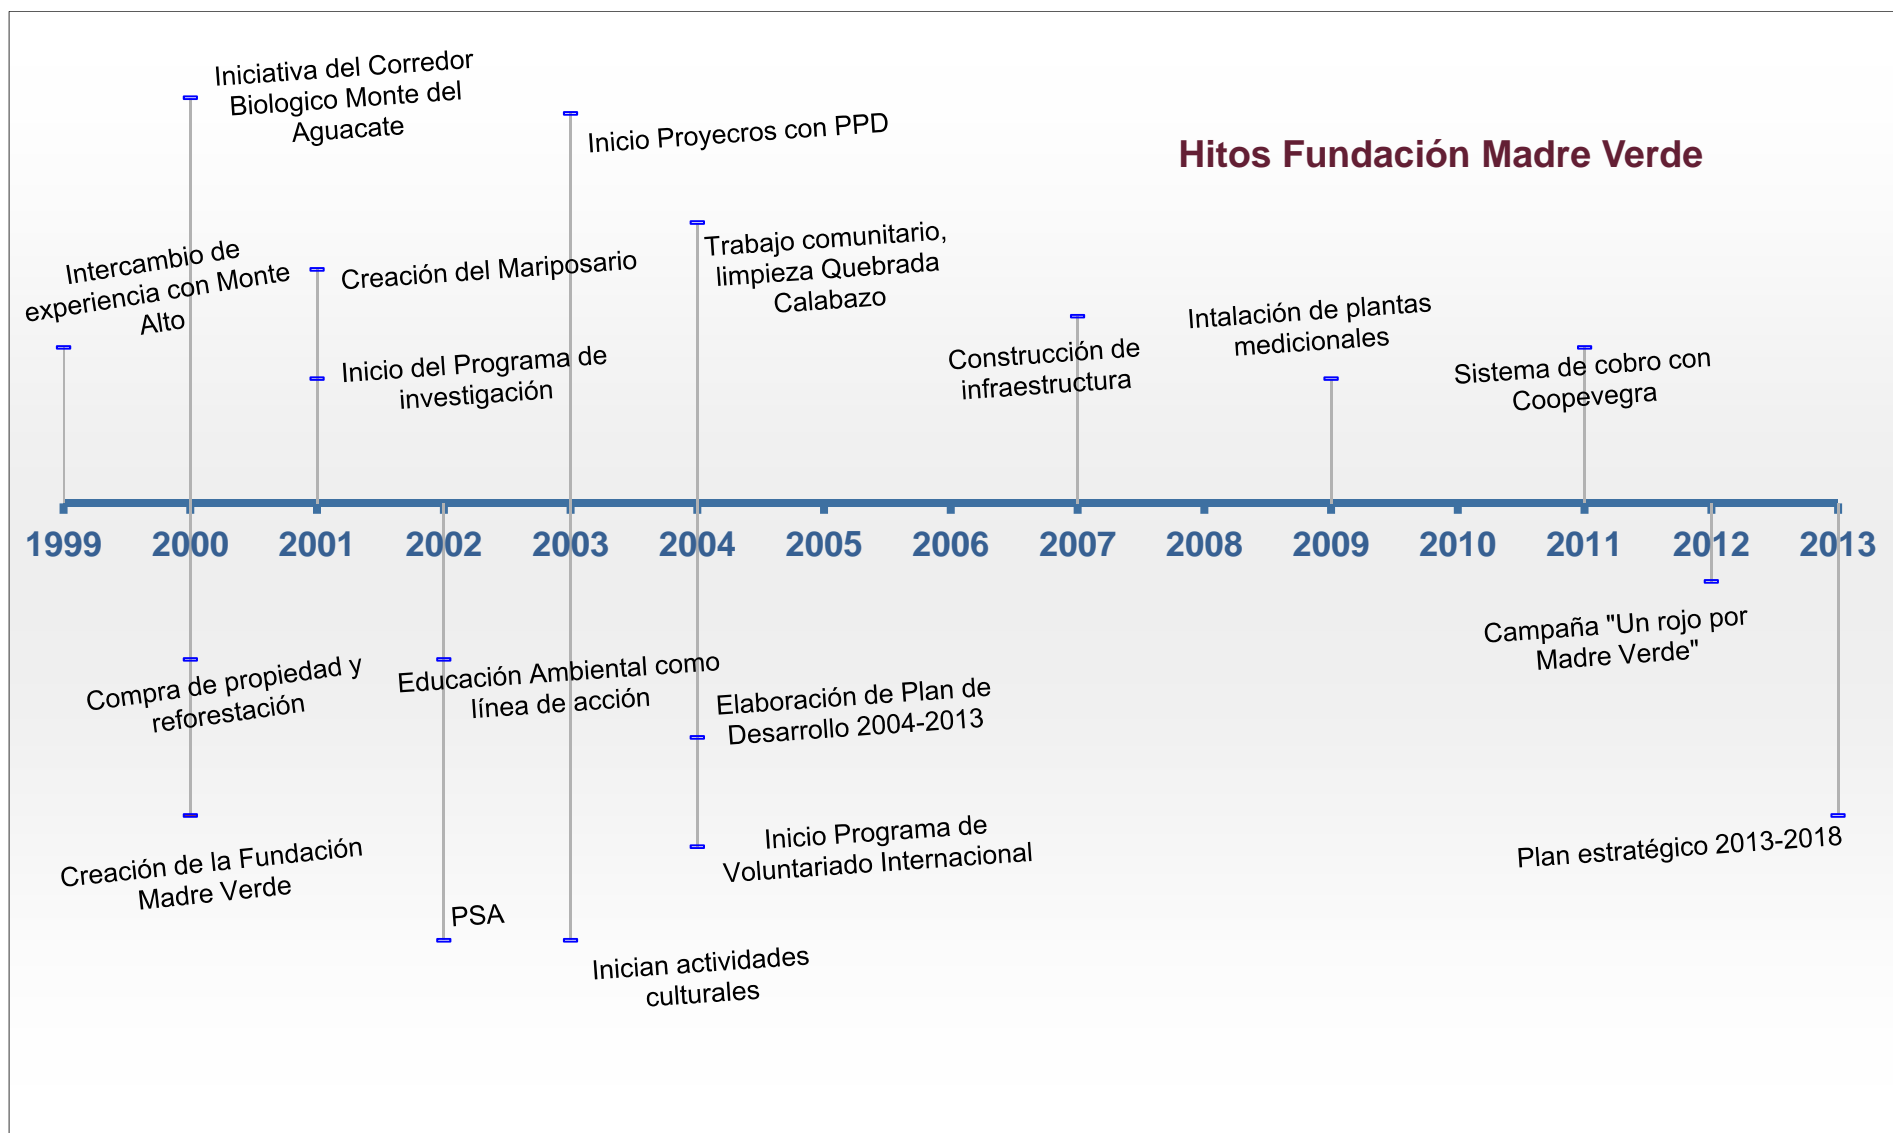 Iniciativa del Corredor
Biologico Monte del
Aguacate
Inicio Proyecros con PPD
Hitos Fundación Madre Verde
Intercambio de
experiencia con Monte
Alto
Creación del Mariposario
Trabajo comunitario,
limpieza Quebrada
Calabazo
Inicio del Programa de
investigación
Construcción de
infraestructura
Intalación de plantas
medicionales
Sistema de cobro con
Coopevegra
1999 2000 2001 2002 2003 2004 2005 2006 2007 2008 2009 2010 2011 2012 2013
Compra de propiedad y
reforestación
Educación Ambiental como
línea de acción
Elaboración de Plan de
Desarrollo 2004-2013
Campaña "Un rojo por
Madre Verde"
Creación de la Fundación
Madre Verde
Inicio Programa de
Voluntariado Internacional
Plan estratégico 2013-2018
PSA
Inician actividades
culturales